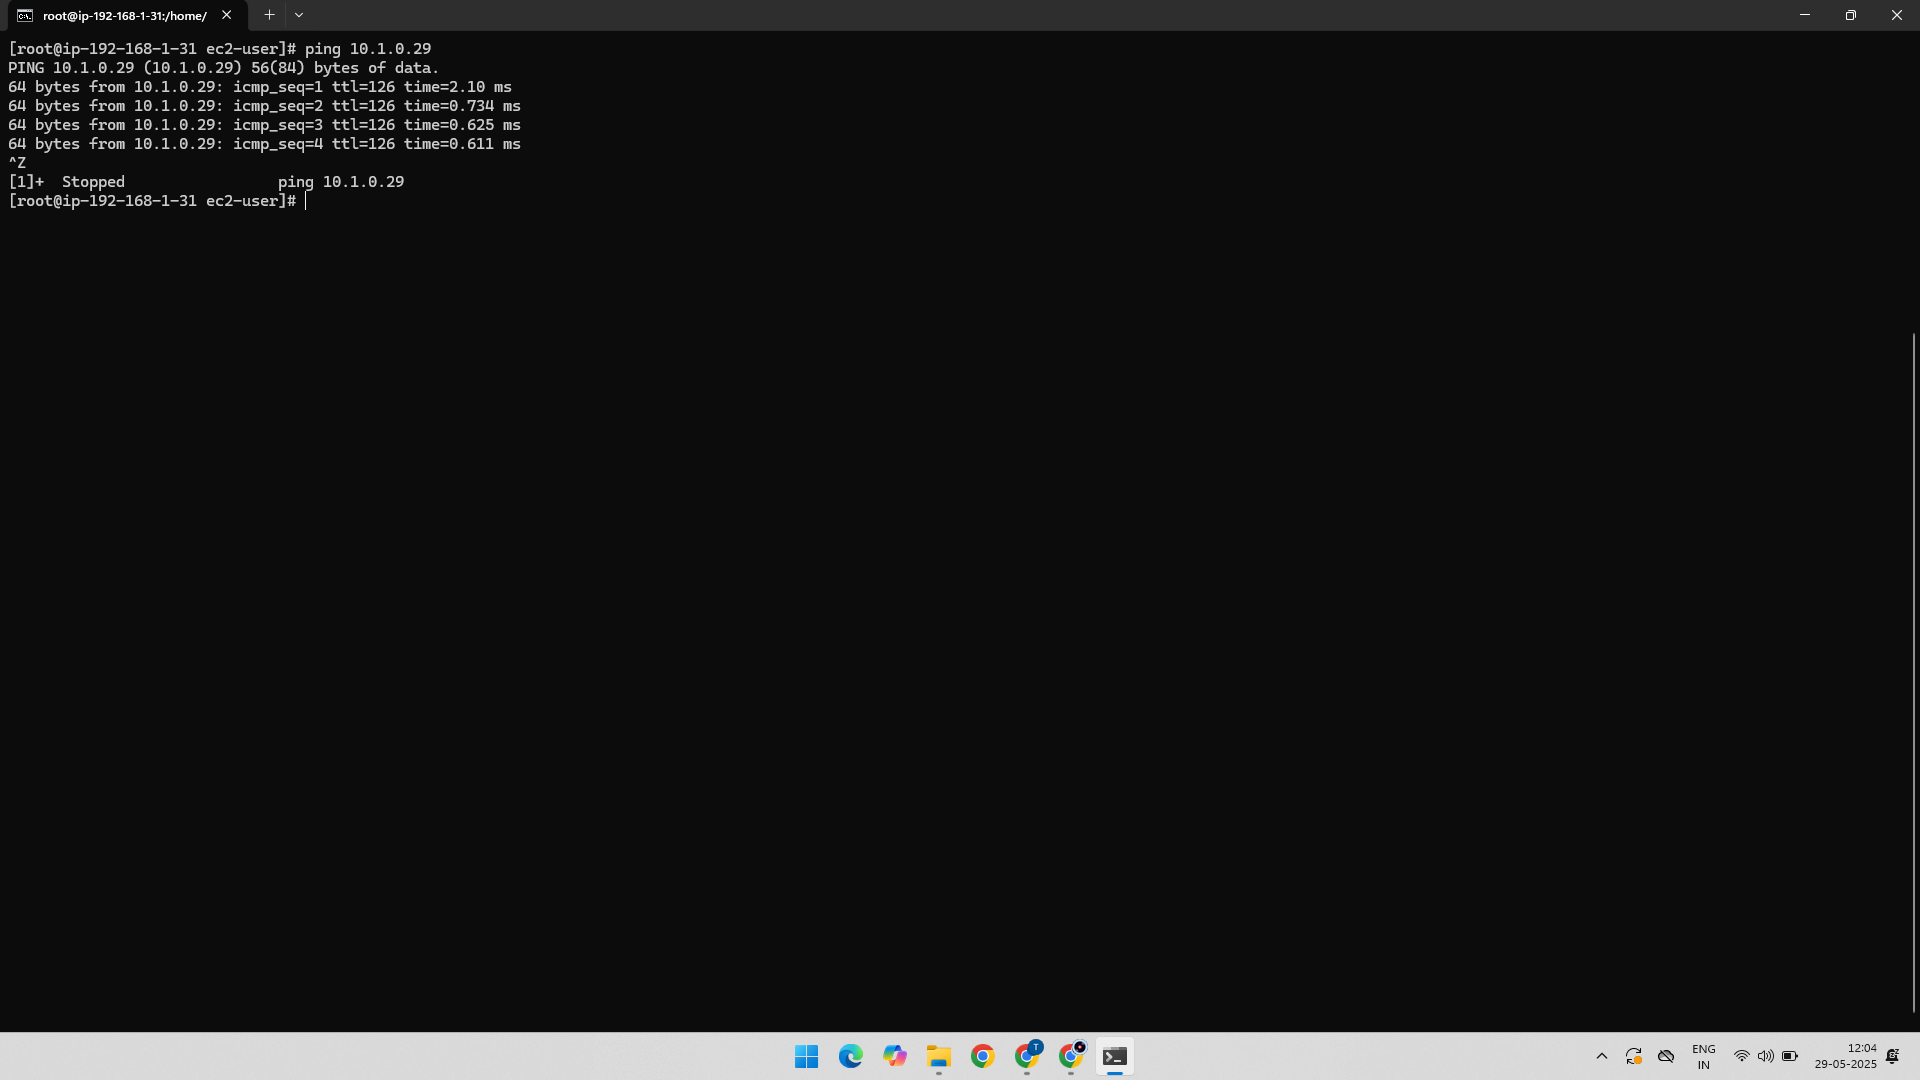 root@ip-192-168-1-31:/home/
[root@ip-192-168-1-31 ec2-user]# ping 10.1.0.29
PING 10.1.0.29 (10.1.0.29) 56(84) bytes of data.
64 bytes from 10.1.0.29: icmp_seq=1 ttl=126 time=2.10 ms
64 bytes from 10.1.0.29: icmp_seq=2 ttl=126 time=0.734 ms
64 bytes from 10.1.0.29: icmp_seq=3 ttl=126 time=0.625 ms
64 bytes from 10.1.0.29: icmp_seq=4 ttl=126 time=0.611 ms
^Z
[1]+  Stopped                 ping 10.1.0.29
[root@ip-192-168-1-31 ec2-user]#
T
ENG
IN
12:04
29-05-2025